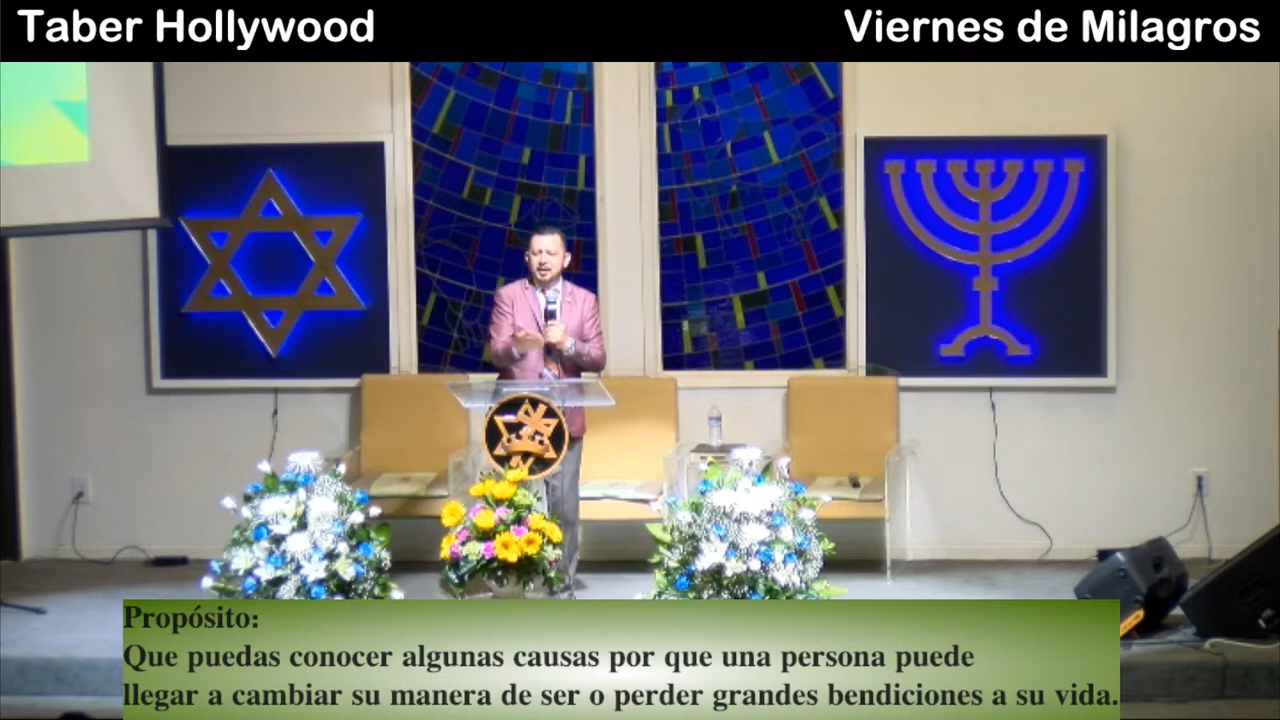 Taber Hollywood
Viernes de Milagros
Propósito:
Que puedas conocer algunas causas por que una persona puede
llegar a cambiar su manera de ser o perder grandes bendiciones a su vida.